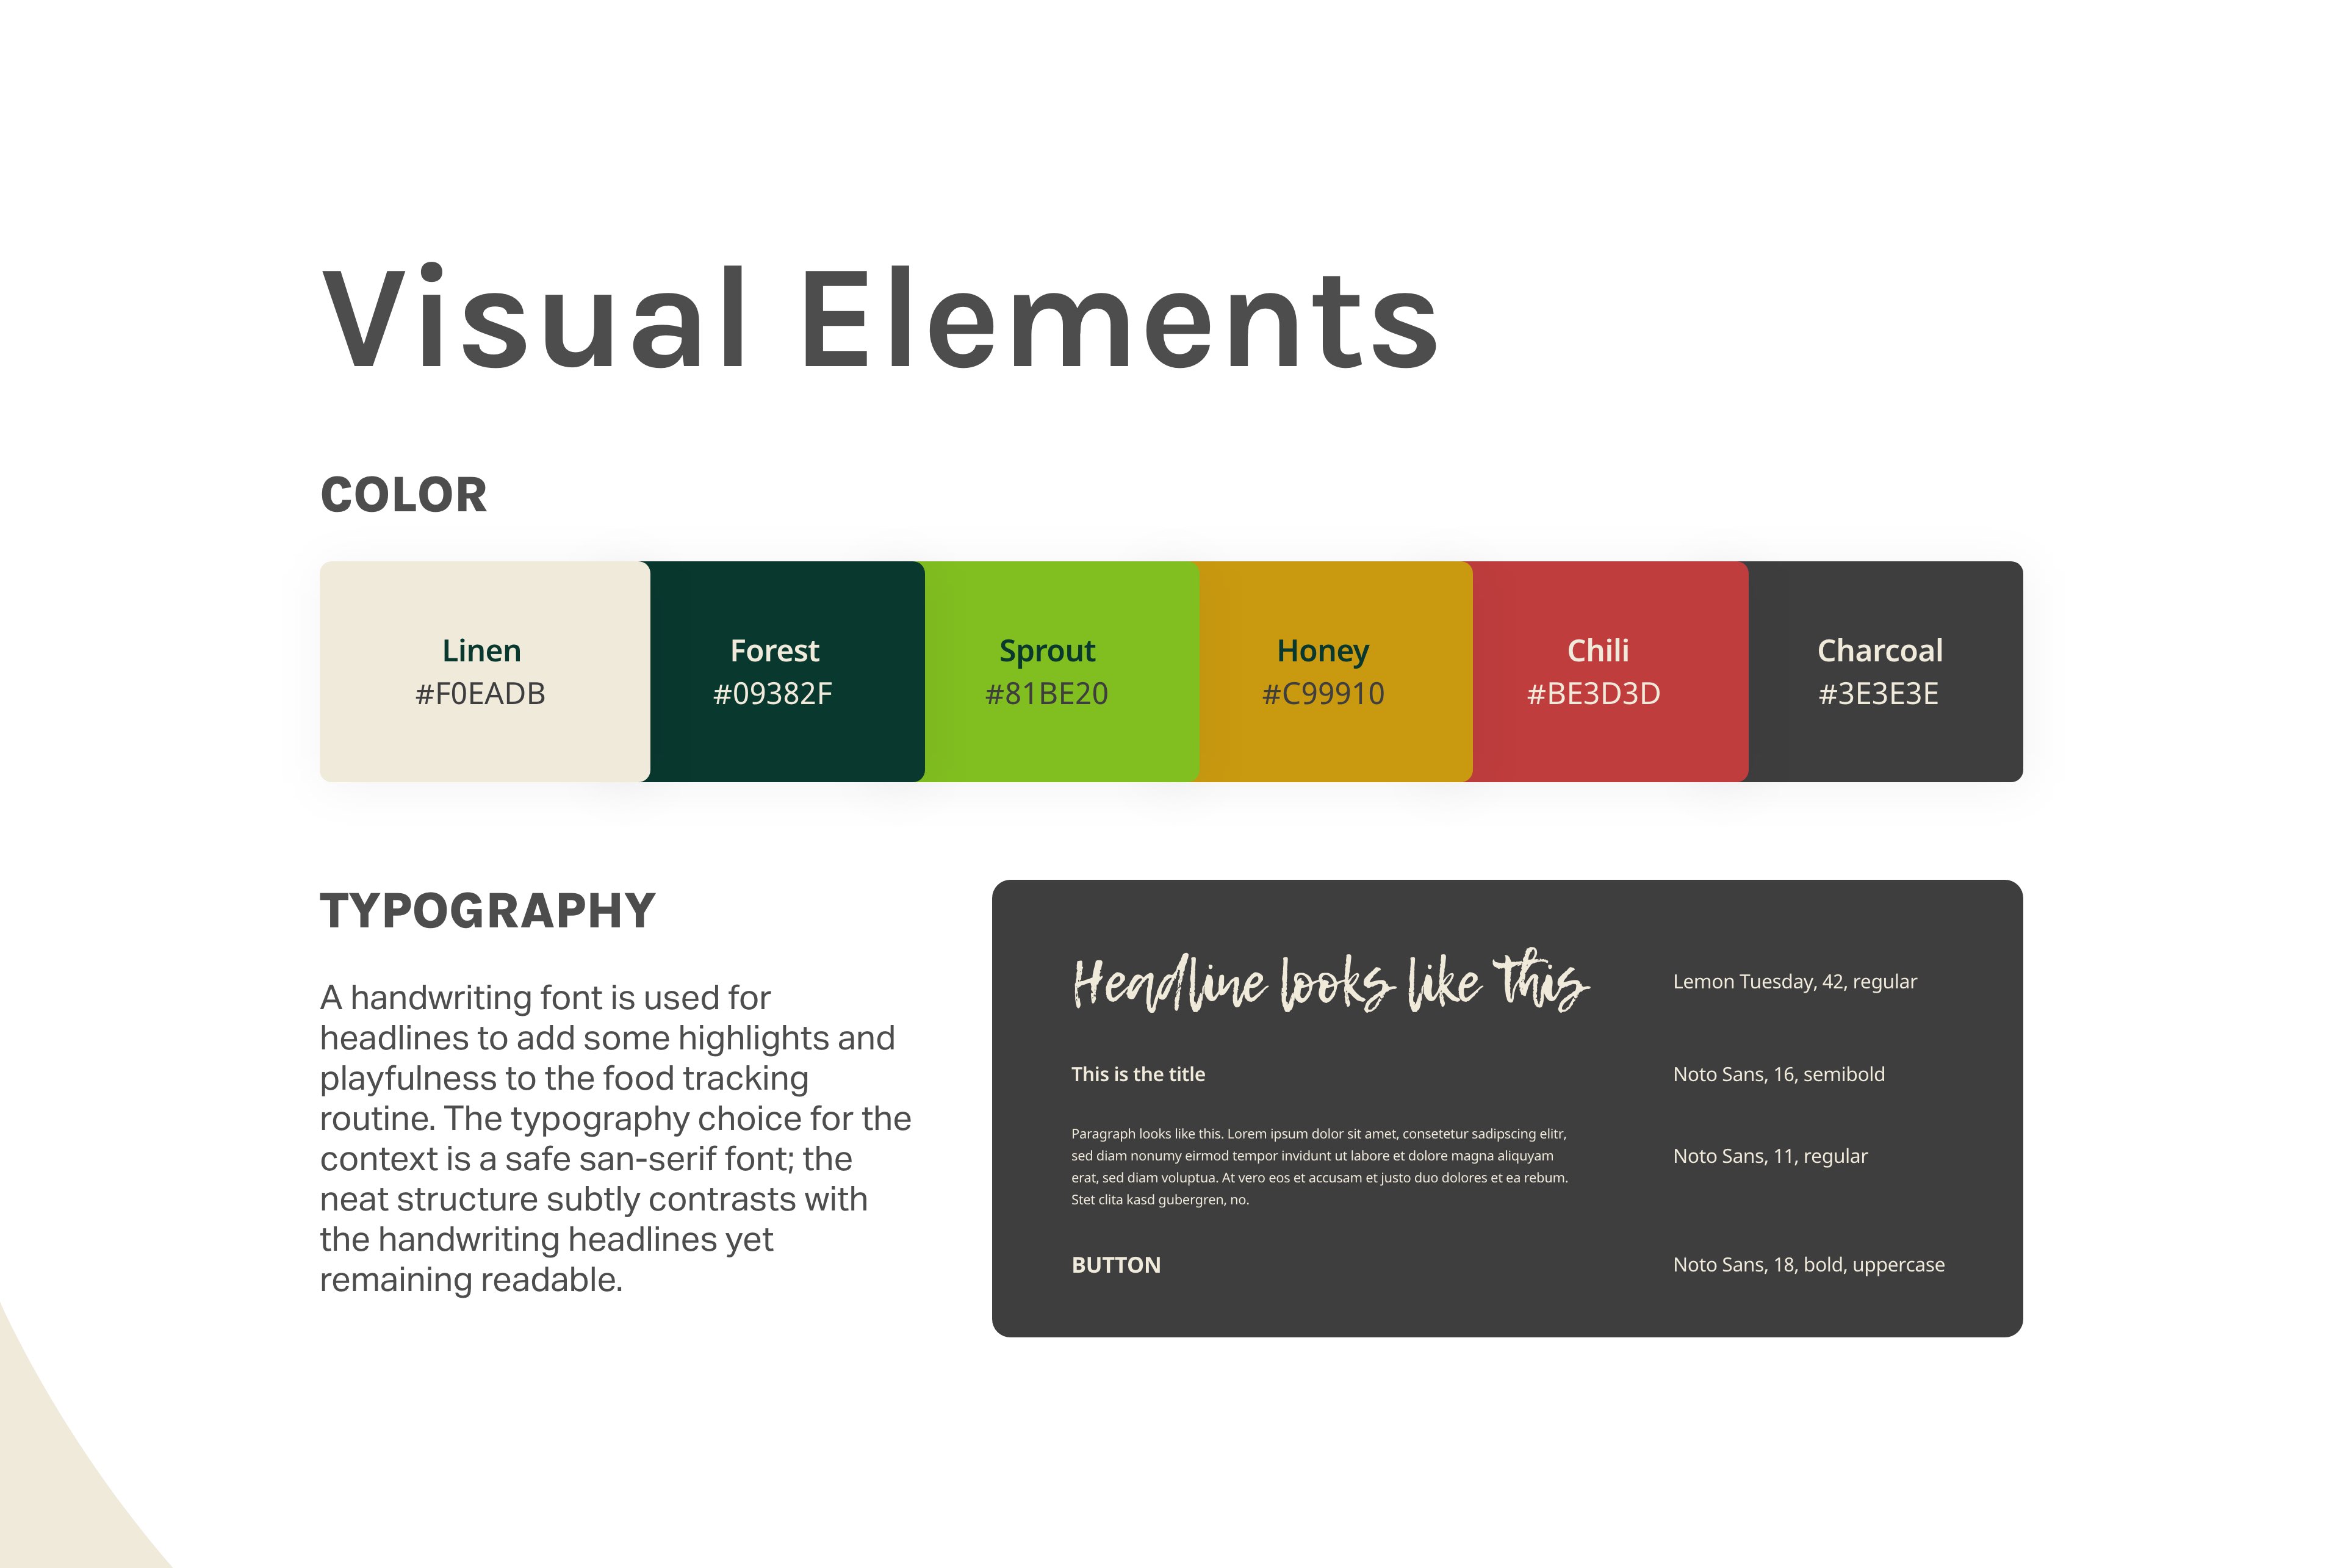 Visual Elements
COLOR
Linen
#F0EADB
Forest
#09382F
Sprout
#81BE20
Honey
#C99910
Chili
#BE3D3D
Charcoal
#3E3E3E
TYPOGRAPHY
A handwriting font is used for
headlines to add some highlights and
playfulness to the food tracking
routine. The typography choice for the
context is a safe san-serif font; the
neat structure subtly contrasts with
the handwriting headlines yet
remaining readable.
Headline looks like this
Lemon Tuesday, 42, regular
This is the title
Noto Sans, 16, semibold
Paragraph looks like this. Lorem ipsum dolor sit amet, consetetur sadipscing elitr,
sed diam nonumy eirmod tempor invidunt ut labore et dolore magna aliquyam
erat, sed diam voluptua. At vero eos et accusam et justo duo dolores et ea rebum.
Stet clita kasd gubergren, no.
Noto Sans, 11, regular
BUTTON
Noto Sans, 18, bold, uppercase